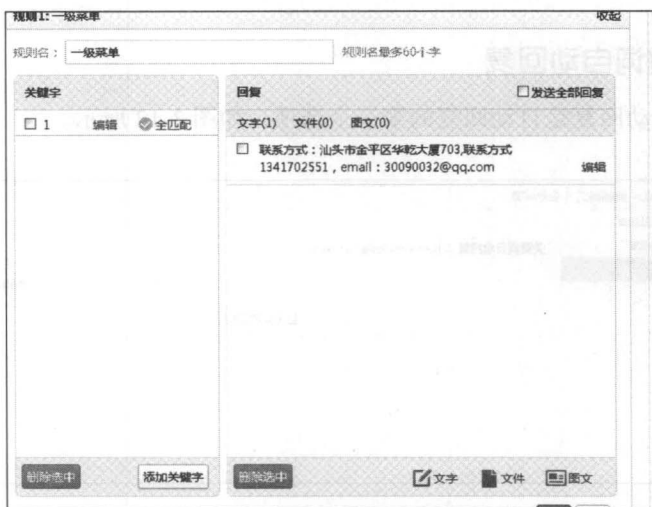 规则1: 一级菜单 收起
规则名： 一级菜单 规则名最多60个字
关键字
1 编辑 全匹配
删除选中 添加关键字
回复 发送全部回复
文字(1) 文件(0) 图文(0)
联系方式：汕头市金平区华乾大厦703,联系方式
1341702551，email：30090032@qq.com 编辑
删除选中 文字 文件 图文